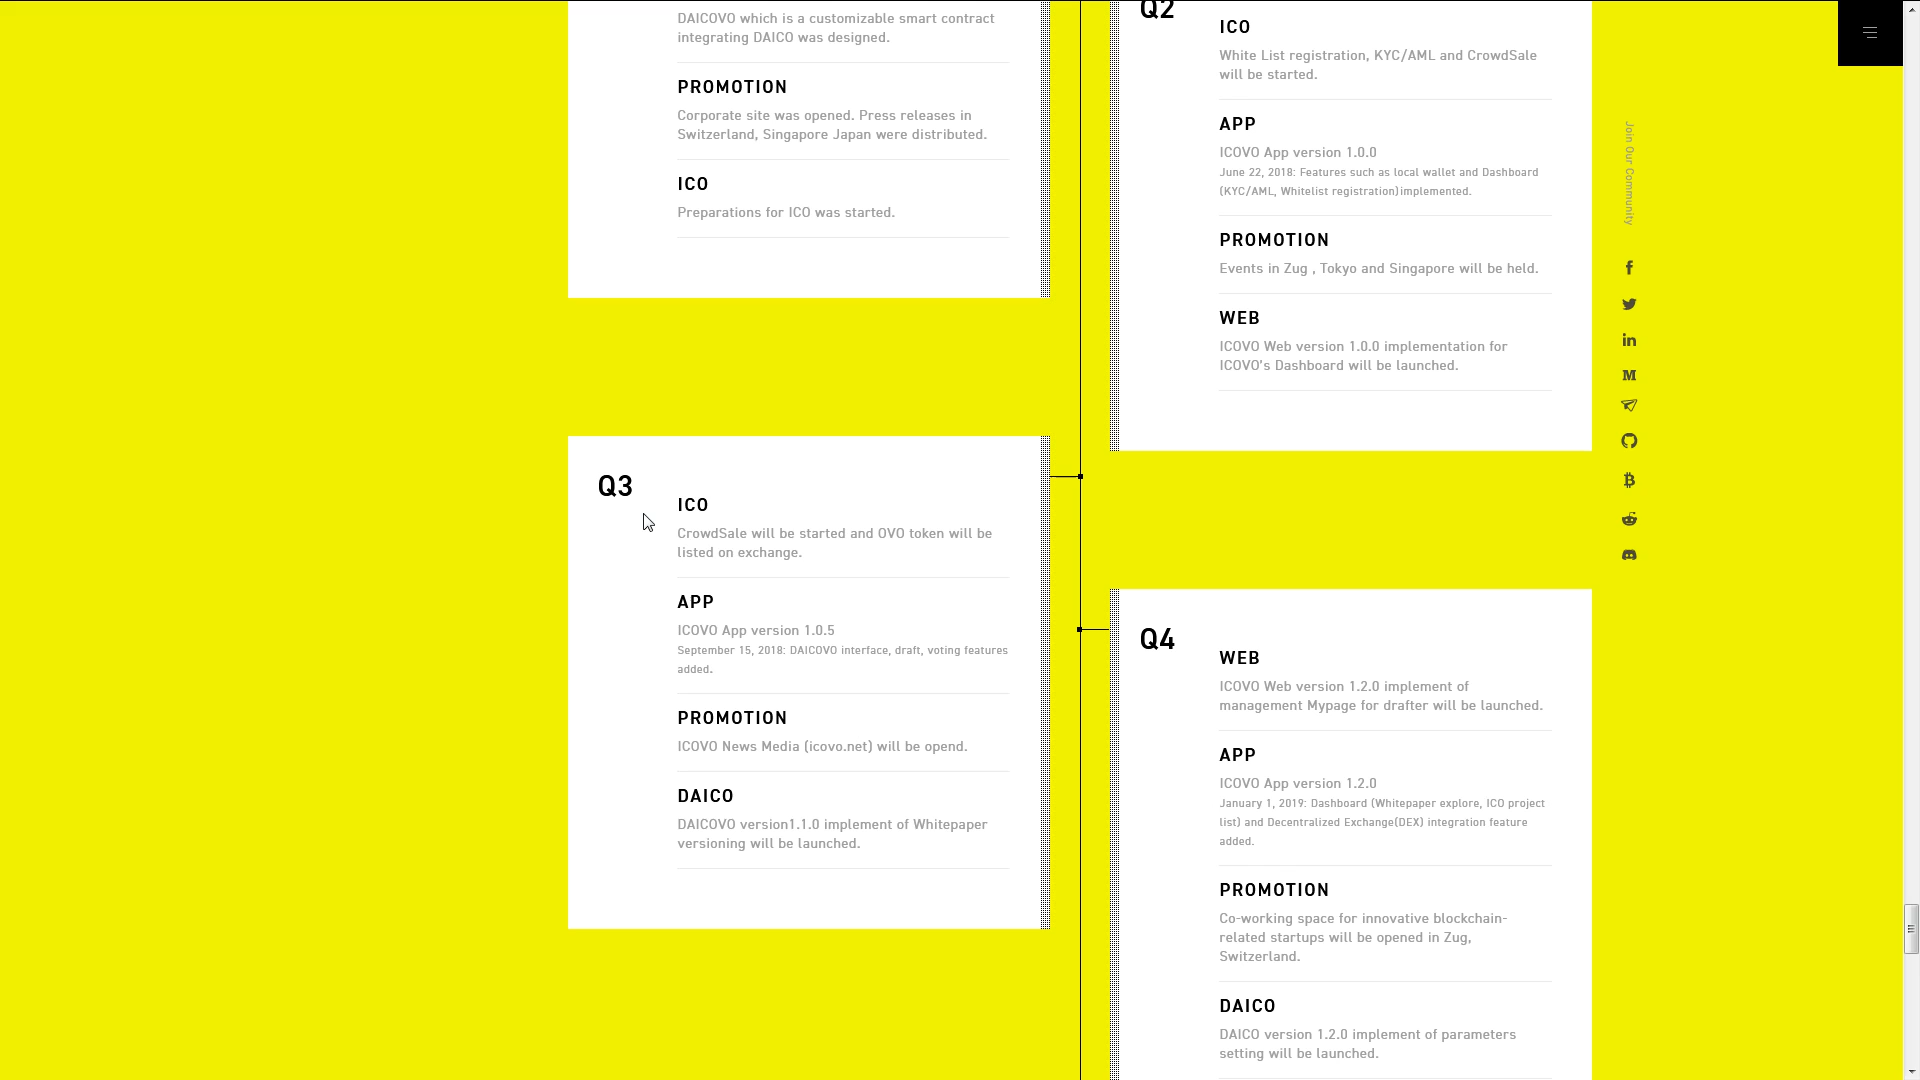 DAICOVO which is a customizable smart contract
integrating DAICO was designed.
PROMOTION
Corporate site was opened. Press releases in
Switzerland, Singapore Japan were distributed.
ICO
Preparations for ICO was started.
Q2
ICO
White List registration, KYC/AML and CrowdSale
will be started.
APP
ICOVO App version 1.0.0
June 22, 2018: Features such as local wallet and Dashboard
(KYC/AML, Whitelist registration)implemented.
PROMOTION
Events in Zug , Tokyo and Singapore will be held.
WEB
ICOVO Web version 1.0.0 implementation for
ICOVO's Dashboard will be launched.
Q3
ICO
CrowdSale will be started and OVO token will be
listed on exchange.
APP
ICOVO App version 1.0.5
September 15, 2018: DAICOVO interface, draft, voting features
added.
PROMOTION
ICOVO News Media (icovo.net) will be opend.
DAICO
DAICOVO version1.1.0 implement of Whitepaper
versioning will be launched.
Q4
WEB
ICOVO Web version 1.2.0 implement of
management Mypage for drafter will be launched.
APP
ICOVO App version 1.2.0
January 1, 2019: Dashboard (Whitepaper explore, ICO project
list) and Decentralized Exchange(DEX) integration feature
added.
PROMOTION
Co-working space for innovative blockchain-
related startups will be opened in Zug,
Switzerland.
DAICO
DAICO version 1.2.0 implement of parameters
setting will be launched.
Join Our Community